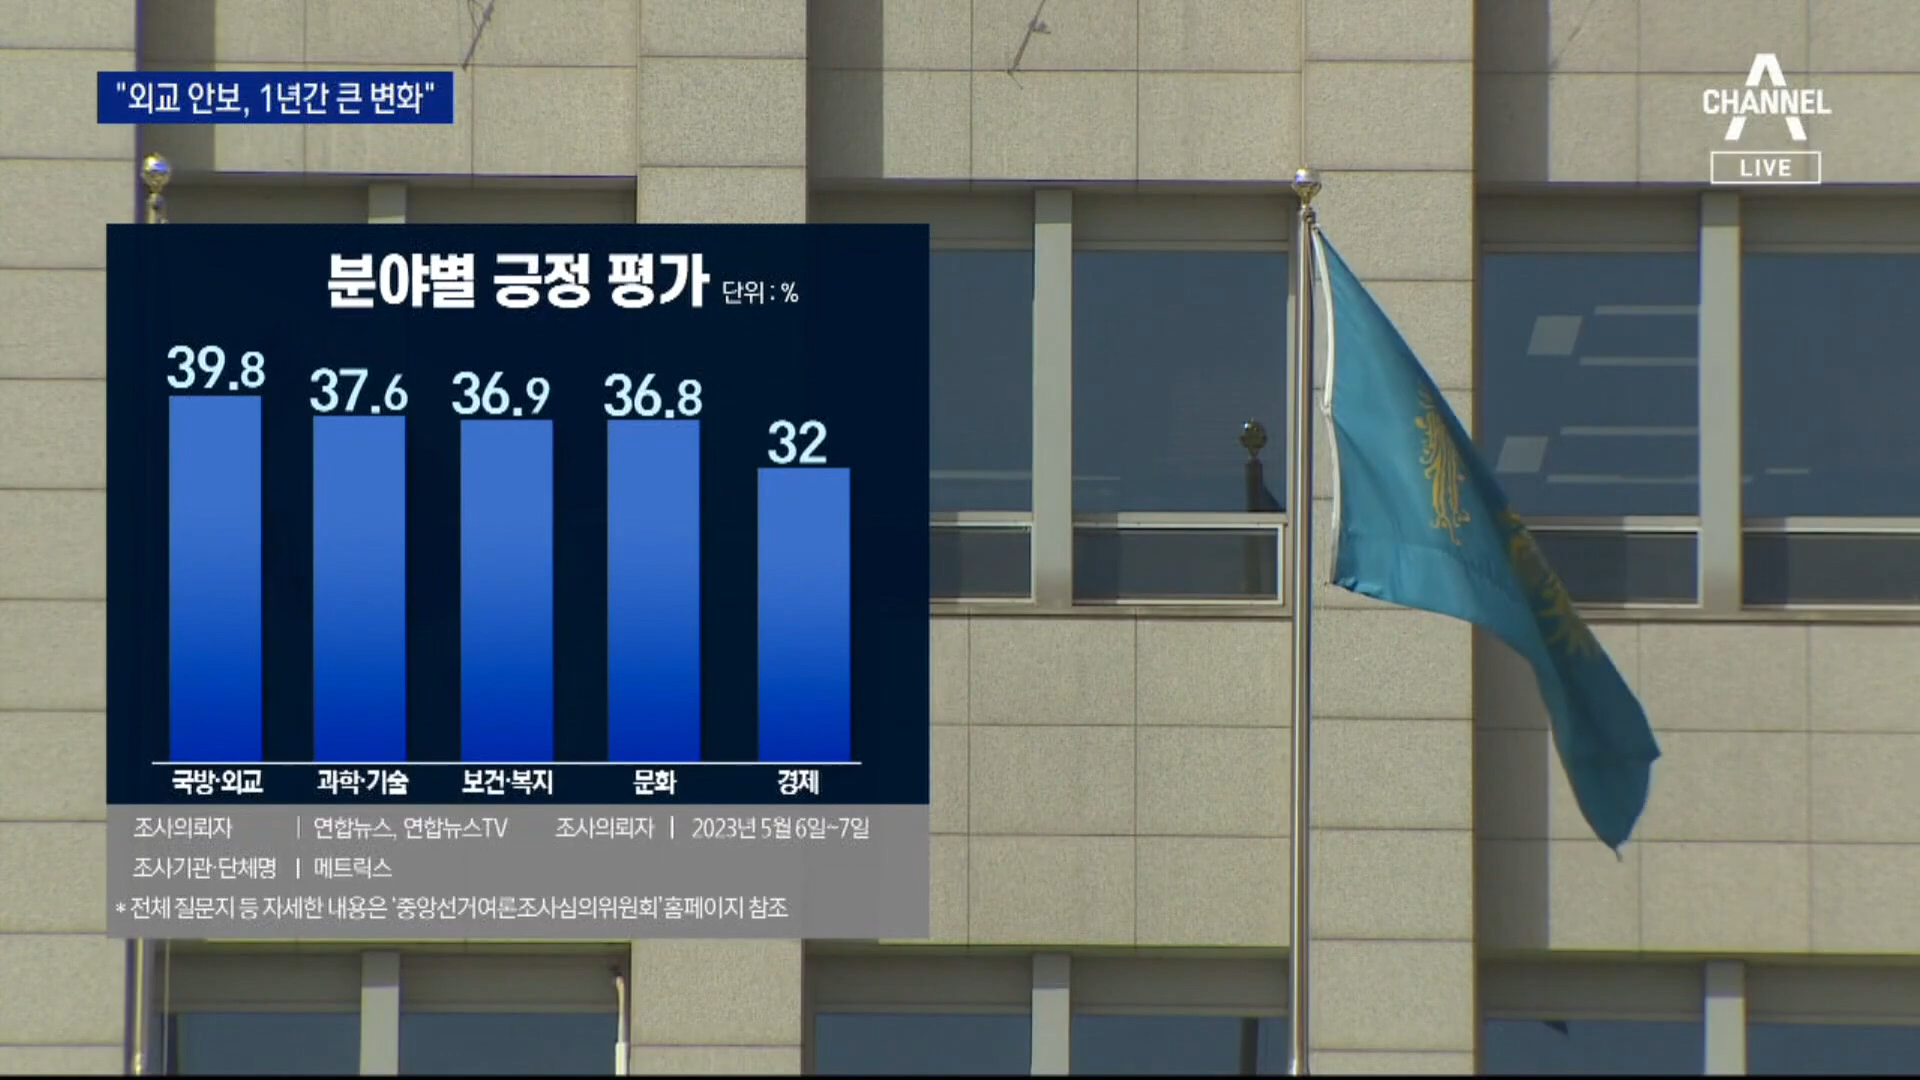 "외교 안보, 1년간 큰 변화"
CHANNEL A
LIVE
분야별 긍정 평가 단위 : %
39.8 37.6 36.9 36.8 32
국방·외교 과학·기술 보건·복지 문화 경제
조사의뢰자 | 연합뉴스, 연합뉴스TV 조사의뢰자 | 2023년 5월 6일~7일
조사기관·단체명 | 메트릭스
* 전체 질문지 등 자세한 내용은 '중앙선거여론조사심의위원회' 홈페이지 참조